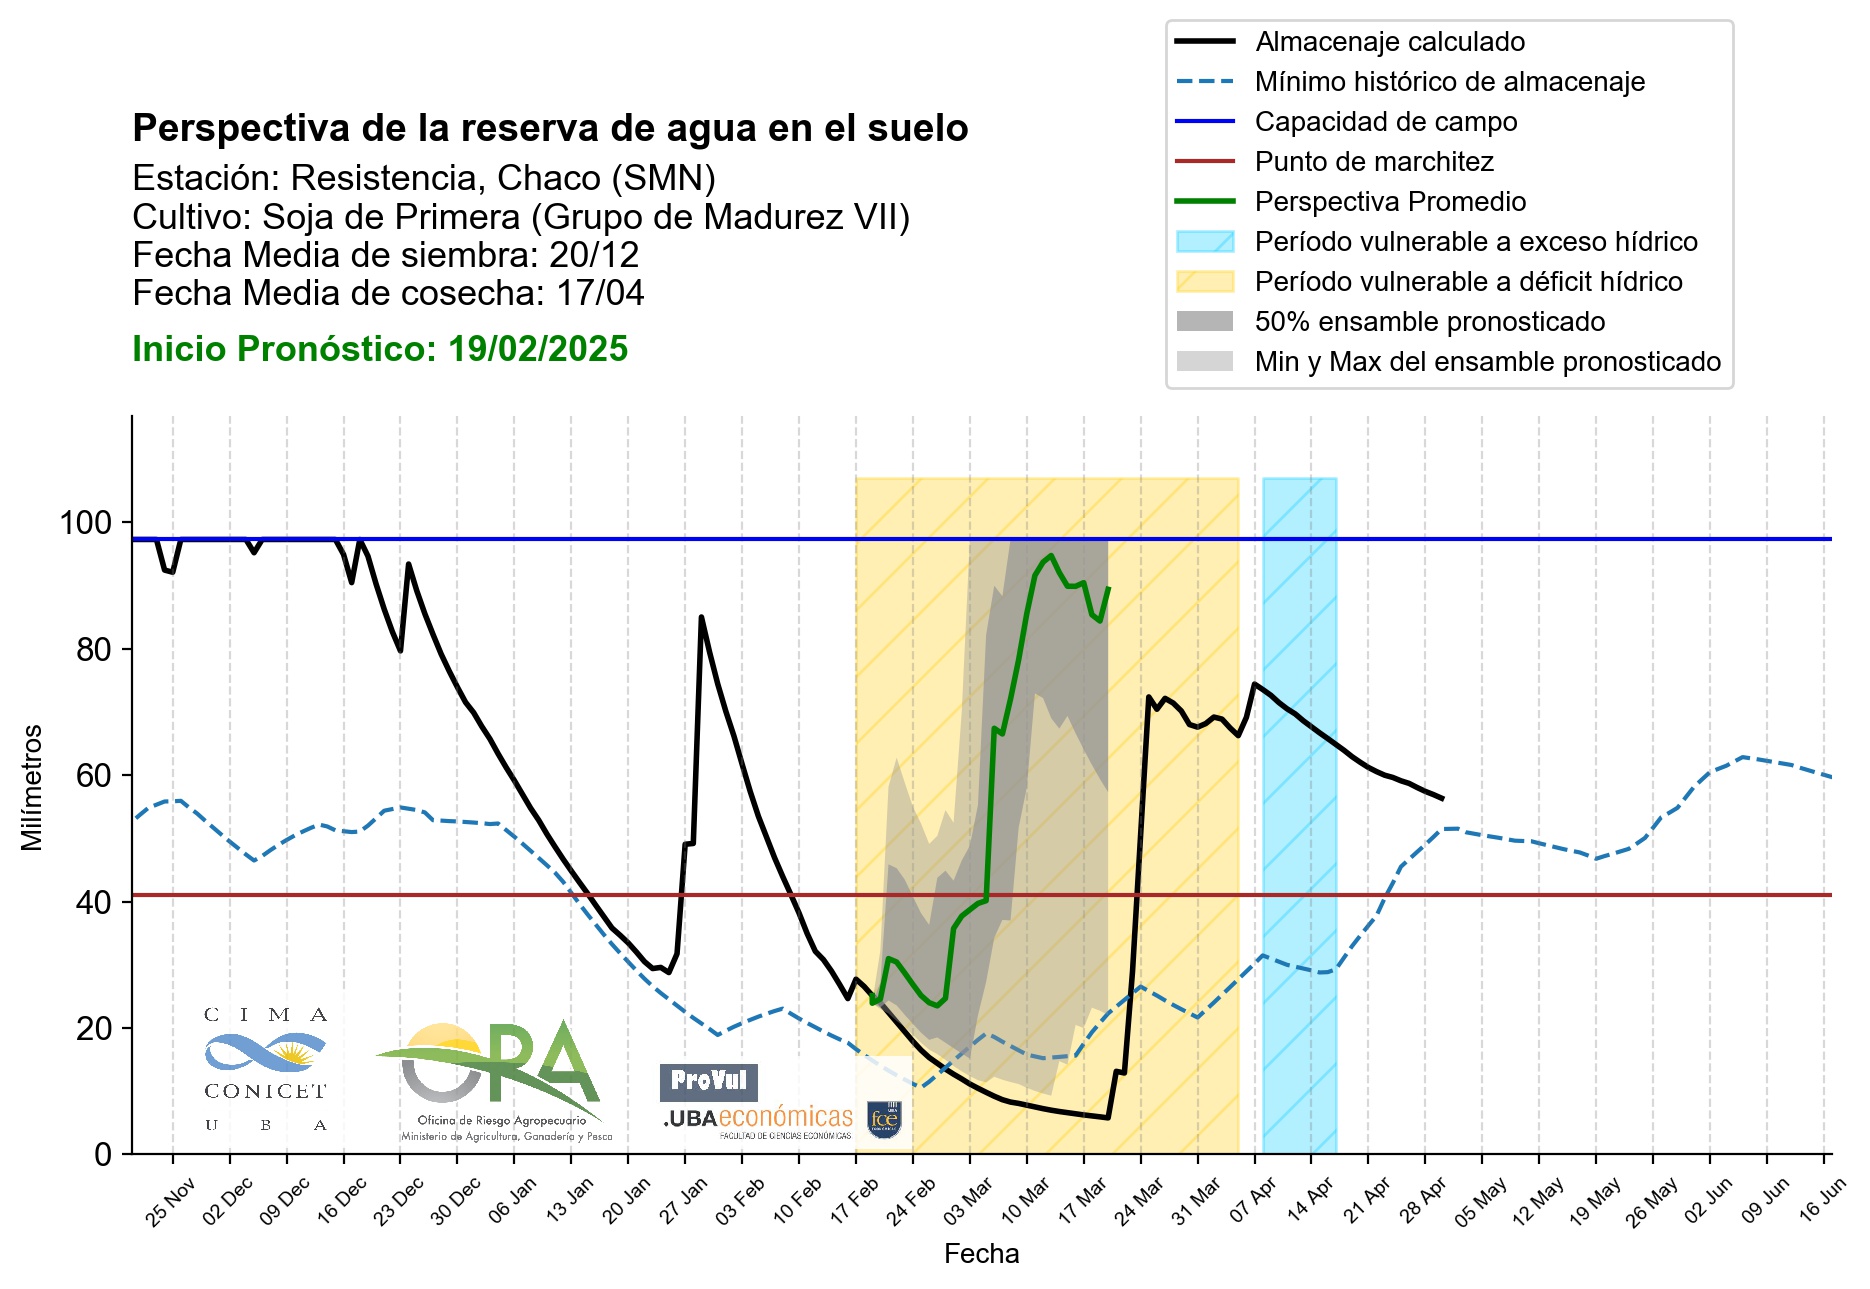 Almacenaje calculado
Mínimo histórico de almacenaje
Capacidad de campo
Punto de marchitez
Perspectiva Promedio
Período vulnerable a exceso hídrico
Período vulnerable a déficit hídrico
50% ensamble pronosticado
Min y Max del ensamble pronosticado
Perspectiva de la reserva de agua en el suelo
Estación: Resistencia, Chaco (SMN)
Cultivo: Soja de Primera (Grupo de Madurez VII)
Fecha Media de siembra: 20/12
Fecha Media de cosecha: 17/04
Inicio Pronóstico: 19/02/2025
100
80
60
40
20
0
Milímetros
CIMA
CONICET
UBA
ORA
Oficina de Riesgo Agropecuario
Ministerio de Agricultura, Ganadería y Pesca
ProVul
.UBAeconómicas
FACULTAD DE CIENCIAS ECONÓMICAS
fce
25 Nov 02 Dec 09 Dec 16 Dec 23 Dec 30 Dec 06 Jan 13 Jan 20 Jan 27 Jan 03 Feb 10 Feb 17 Feb 24 Feb 03 Mar 10 Mar 17 Mar 24 Mar 31 Mar 07 Apr 14 Apr 21 Apr 28 Apr 05 May 12 May 19 May 26 May 02 Jun 09 Jun 16 Jun
Fecha